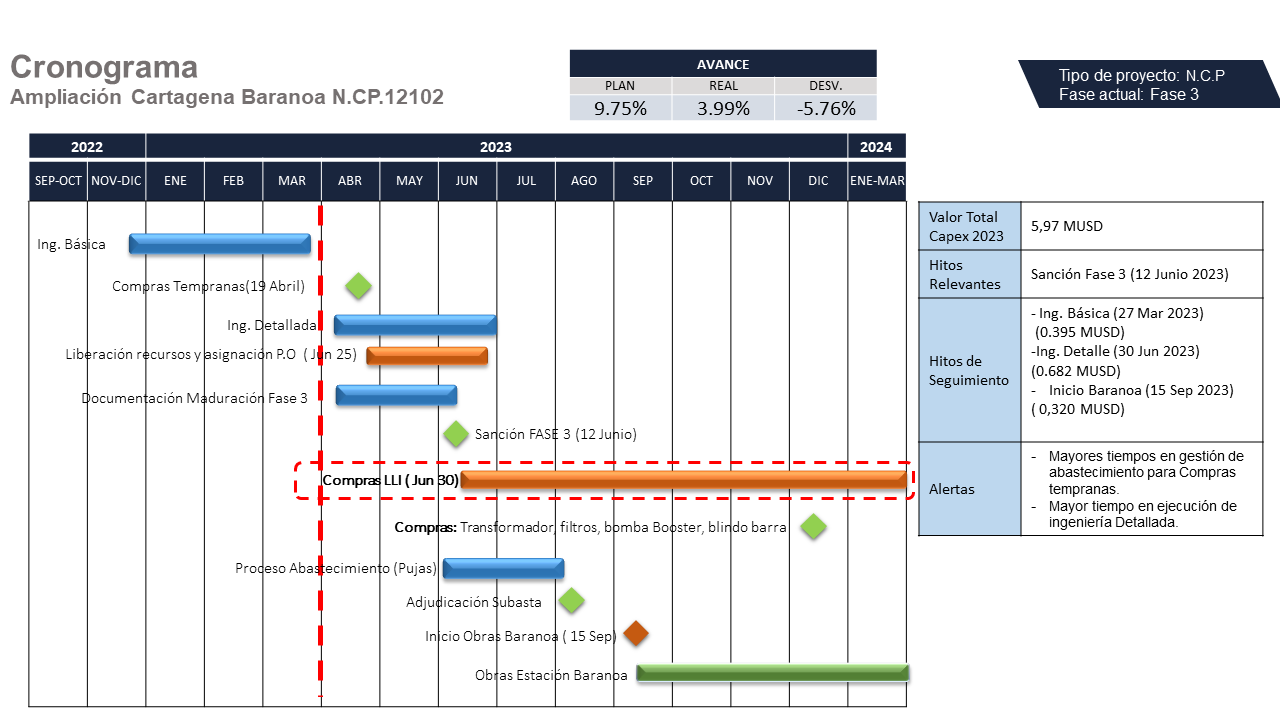 Cronograma
Ampliación Cartagena Baranoa N.CP.12102
AVANCE
PLAN REAL DESV.
9.75% 3.99% -5.76%
Tipo de proyecto: N.C.P
Fase actual: Fase 3
2022 2023 2024
SEP-OCT NOV-DIC ENE FEB MAR ABR MAY JUN JUL AGO SEP OCT NOV DIC ENE-MAR
Ing. Básica
Compras Tempranas(19 Abril)
Ing. Detallada
Liberación recursos y asignación P.O ( Jun 25)
Documentación Maduración Fase 3
Sanción FASE 3 (12 Junio)
Compras LLI ( Jun 30)
Compras: Transformador, filtros, bomba Booster, blindo barra
Proceso Abastecimiento (Pujas)
Adjudicación Subasta
Inicio Obras Baranoa ( 15 Sep)
Obras Estación Baranoa
Valor Total
Capex 2023
5,97 MUSD
Hitos
Relevantes
Sanción Fase 3 (12 Junio 2023)
Hitos de
Seguimiento
- Ing. Básica (27 Mar 2023)
(0.395 MUSD)
-Ing. Detalle (30 Jun 2023)
(0.682 MUSD)
- Inicio Baranoa (15 Sep 2023)
( 0,320 MUSD)
Alertas
- Mayores tiempos en gestión de
abastecimiento para Compras
tempranas.
- Mayor tiempo en ejecución de
ingeniería Detallada.